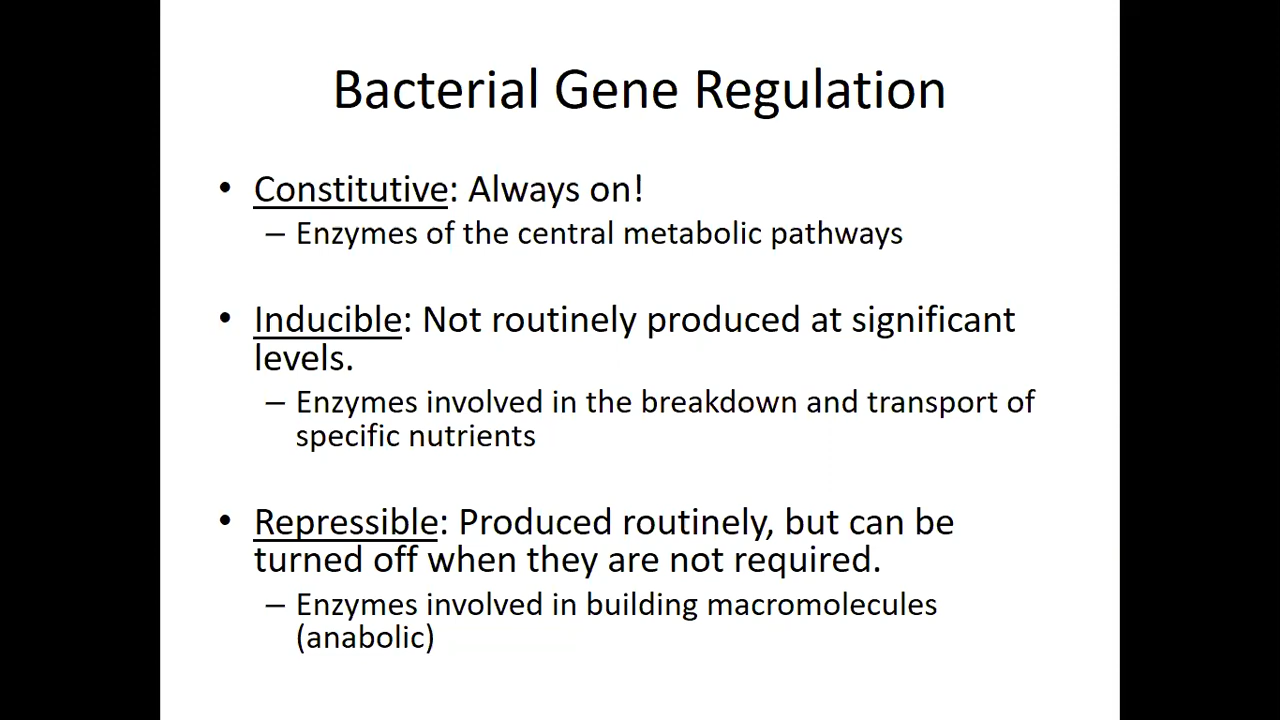 Bacterial Gene Regulation
• Constitutive: Always on!
– Enzymes of the central metabolic pathways
• Inducible: Not routinely produced at significant
levels.
– Enzymes involved in the breakdown and transport of
specific nutrients
• Repressible: Produced routinely, but can be
turned off when they are not required.
– Enzymes involved in building macromolecules
(anabolic)